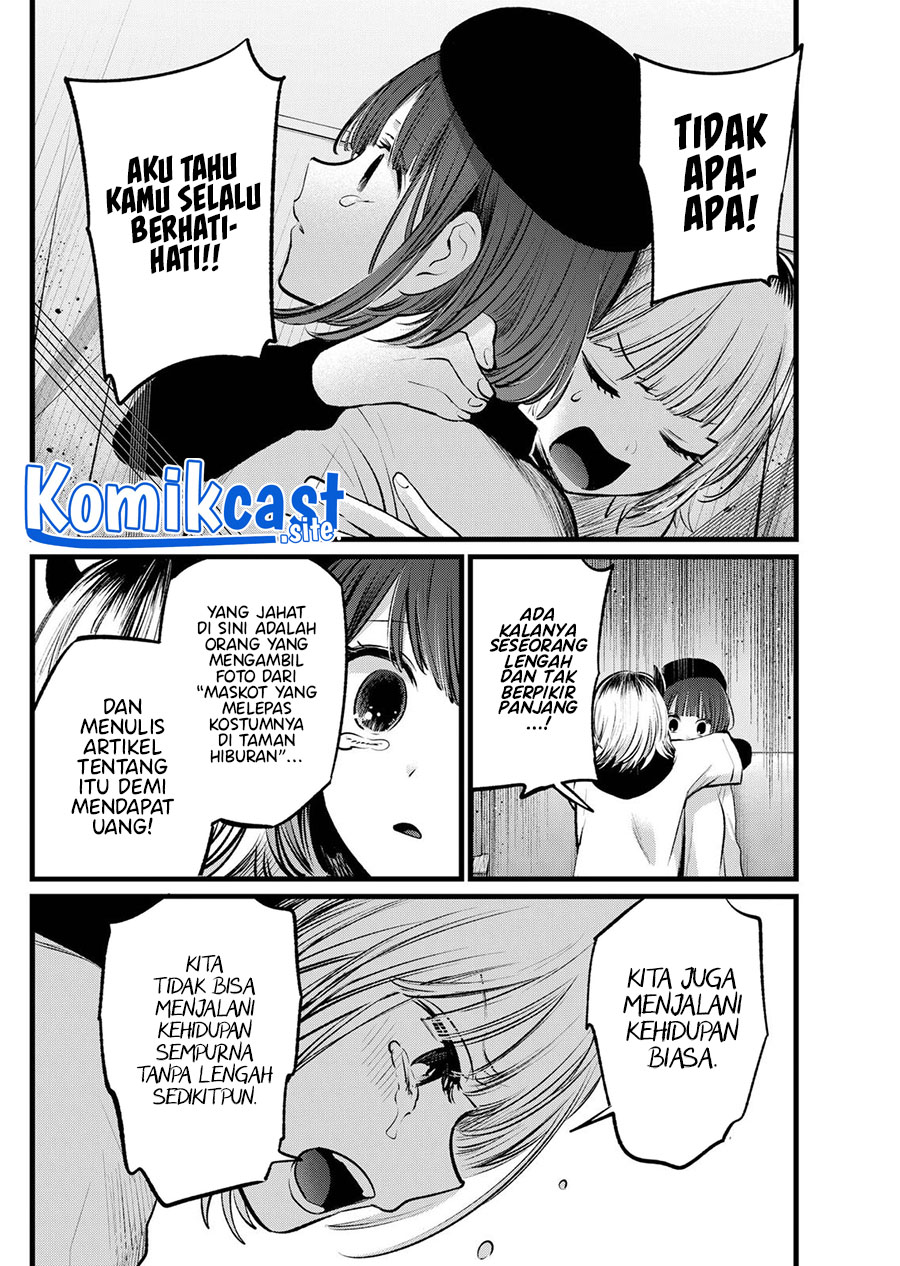 TIDAK
APA-
APA!
AKU TAHU
KAMU SELALU
BERHATI-
HATI!!
Komikcast
.site
ADA
KALANYA
SESEORANG
LENGAH
DAN TAK
BERPIKIR
PANJANG
...!
YANG JAHAT
DI SINI ADALAH
ORANG YANG
MENGAMBIL
FOTO DARI
“MASKOT YANG
MELEPAS
KOSTUMNYA
DI TAMAN
HIBURAN”...
DAN
MENULIS
ARTIKEL
TENTANG
ITU DEMI
MENDAPAT
UANG!
KITA JUGA
MENJALANI
KEHIDUPAN
BIASA.
KITA
TIDAK BISA
MENJALANI
KEHIDUPAN
SEMPURNA
TANPA LENGAH
SEDIKITPUN.